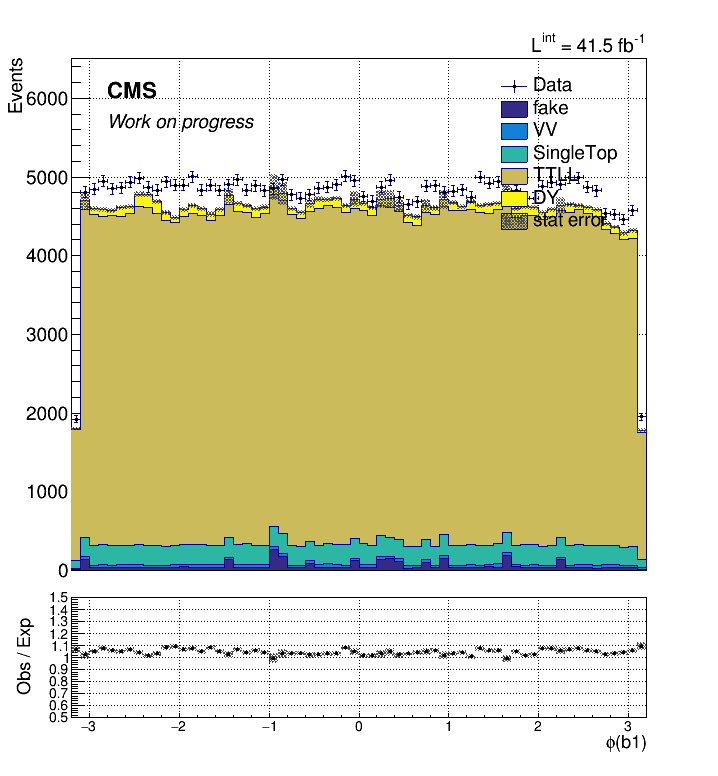 L^int = 41.5 fb^-1
Events
CMS
Work on progress
Data
fake
VV
SingleTop
TTLL
DY
stat error
6000
5000
4000
3000
2000
1000
0
Obs / Exp
1.5
1.4
1.3
1.2
1.1
1
0.9
0.8
0.7
0.6
0.5
−3 −2 −1 0 1 2 3
ϕ(b1)